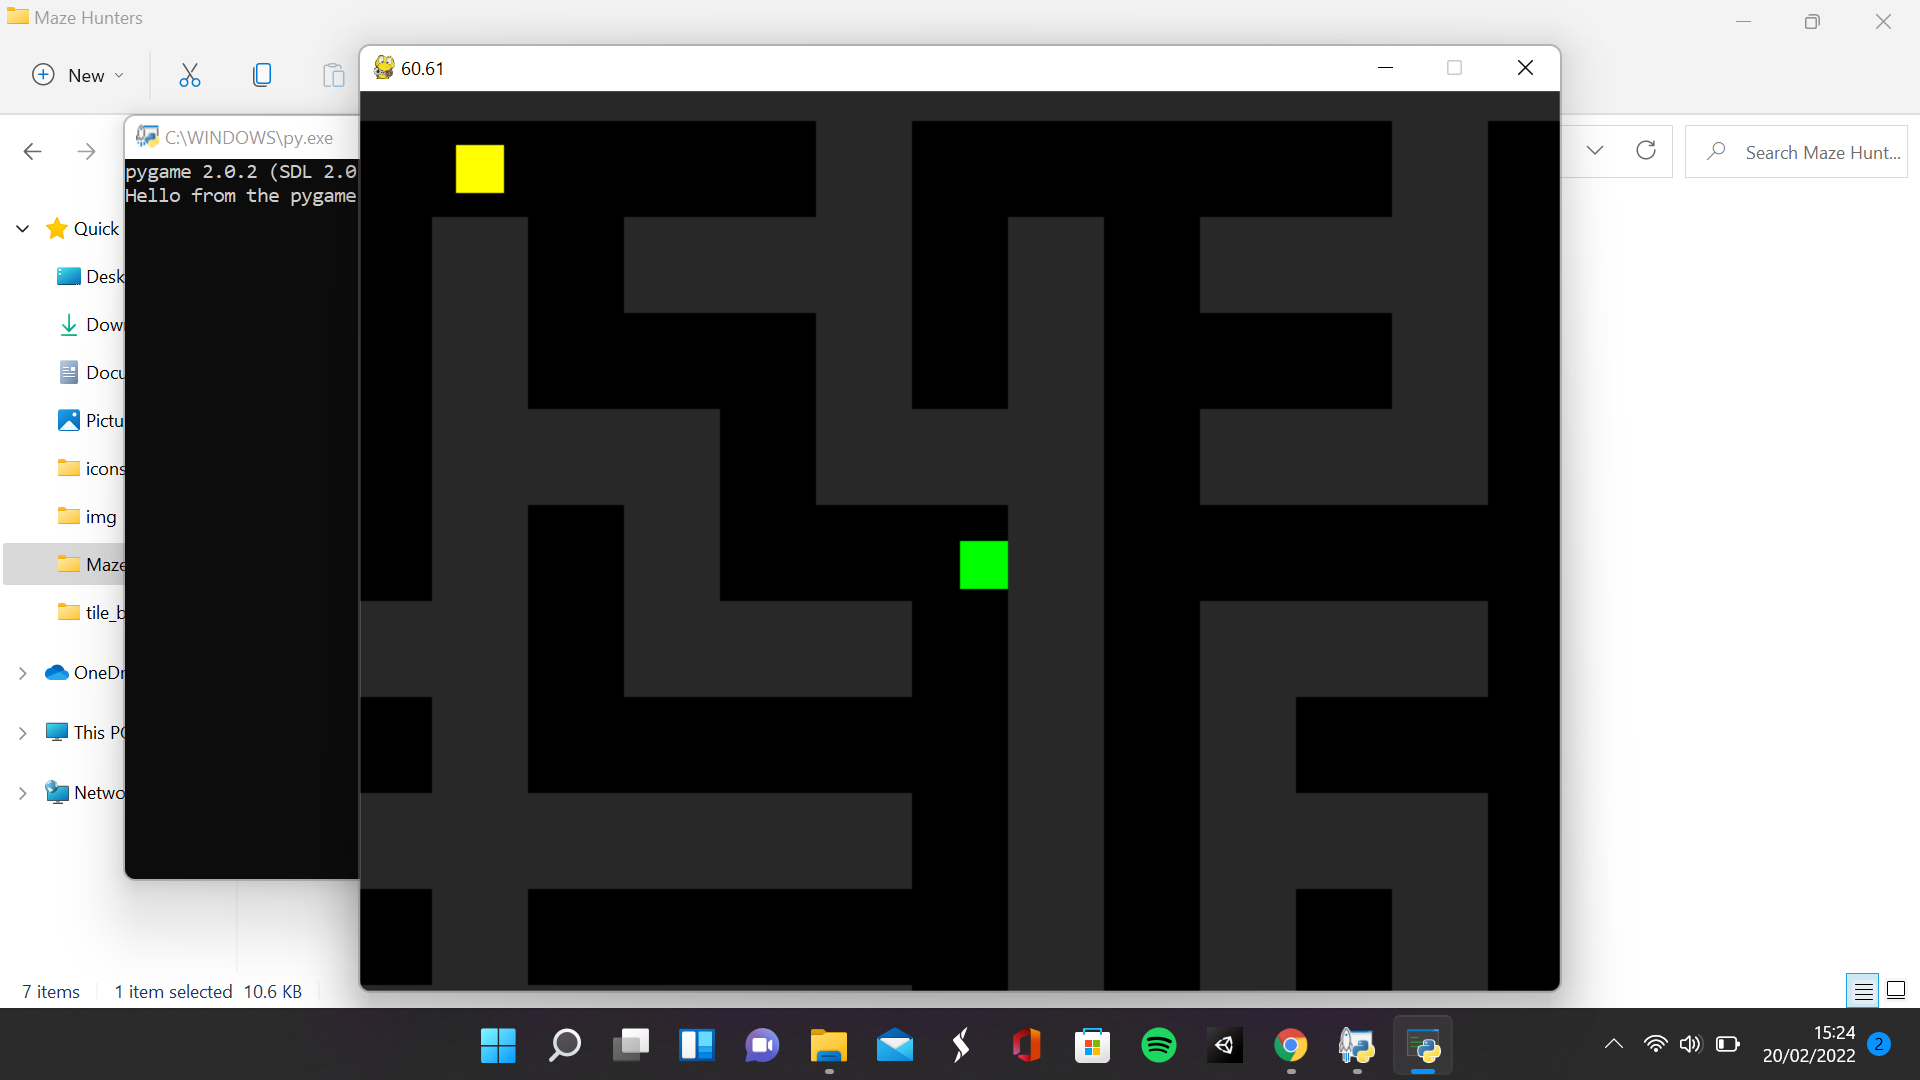 Maze Hunters
New
60.61
C:\WINDOWS\py.exe
Search Maze Hunt...
pygame 2.0.2 (SDL 2.0
Hello from the pygame
Quick
Desk
Down
Docu
Pictu
icons
img
Maze
tile_b
OneDr
This PC
Netwo
7 items 1 item selected 10.6 KB
15:24
20/02/2022
2